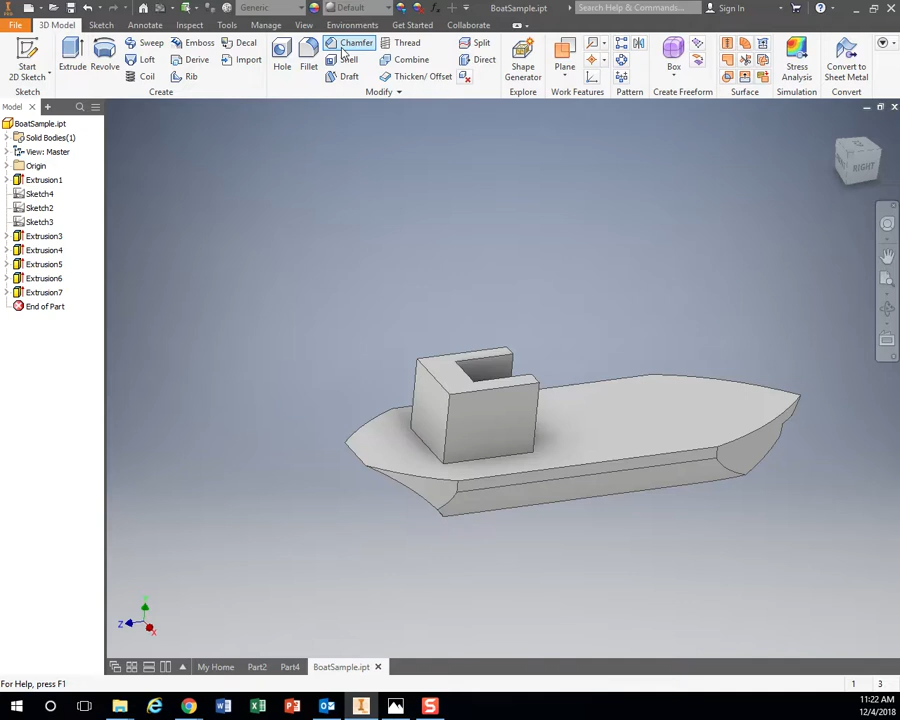 Generic Default BoatSample.ipt Search Help & Commands... Sign In
File 3D Model Sketch Annotate Inspect Tools Manage View Environments Get Started Collaborate
Start 2D Sketch Extrude Revolve Sweep Emboss Decal Hole Fillet Chamfer Thread Split Shape Generator Plane Box Stress Analysis Convert to Sheet Metal
Loft Derive Import Shell Combine Direct
Coil Rib Draft Thicken/ Offset
Sketch Create Modify Explore Work Features Pattern Create Freeform Surface Simulation Convert
Model
BoatSample.ipt
Solid Bodies(1)
View: Master
Origin
Extrusion1
Sketch4
Sketch2
Sketch3
Extrusion3
Extrusion4
Extrusion5
Extrusion6
Extrusion7
End of Part
RIGHT
Z
X
My Home Part2 Part4 BoatSample.ipt
For Help, press F1 1 3
11:22 AM
12/4/2018